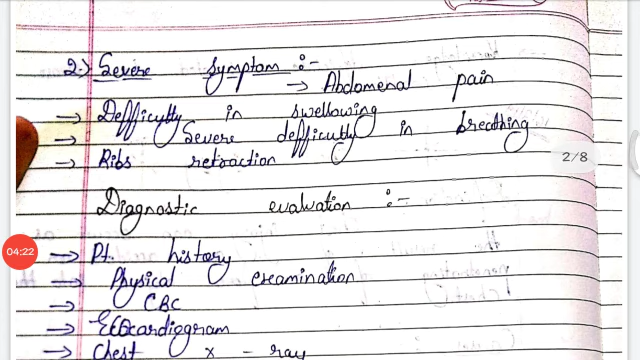 2.) Severe symptom :-
→ Abdomenal pain
→ Defficulty in swellowing
→ Severe defficulty in breathing
→ Ribs retraction
2/8
Diagnostic evaluation :-
04:22
→ Pt. history
→ Physical examination
→ CBC
→ ECOcardiogram
→ Chest x - ray